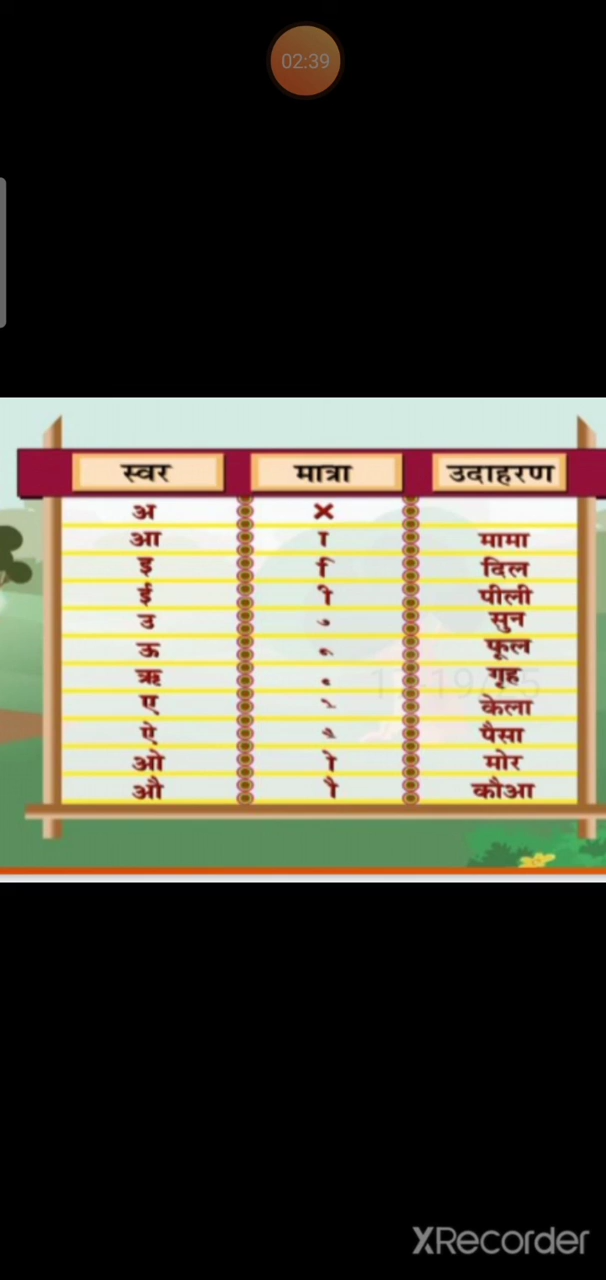 02:39
स्वर मात्रा उदाहरण
अ ×
आ ा मामा
इ ि दिल
ई ी पीली
उ ु सुन
ऊ ू फूल
ऋ ृ गृह
ए े केला
ऐ ै पैसा
ओ ो मोर
औ ौ कौआ
XRecorder